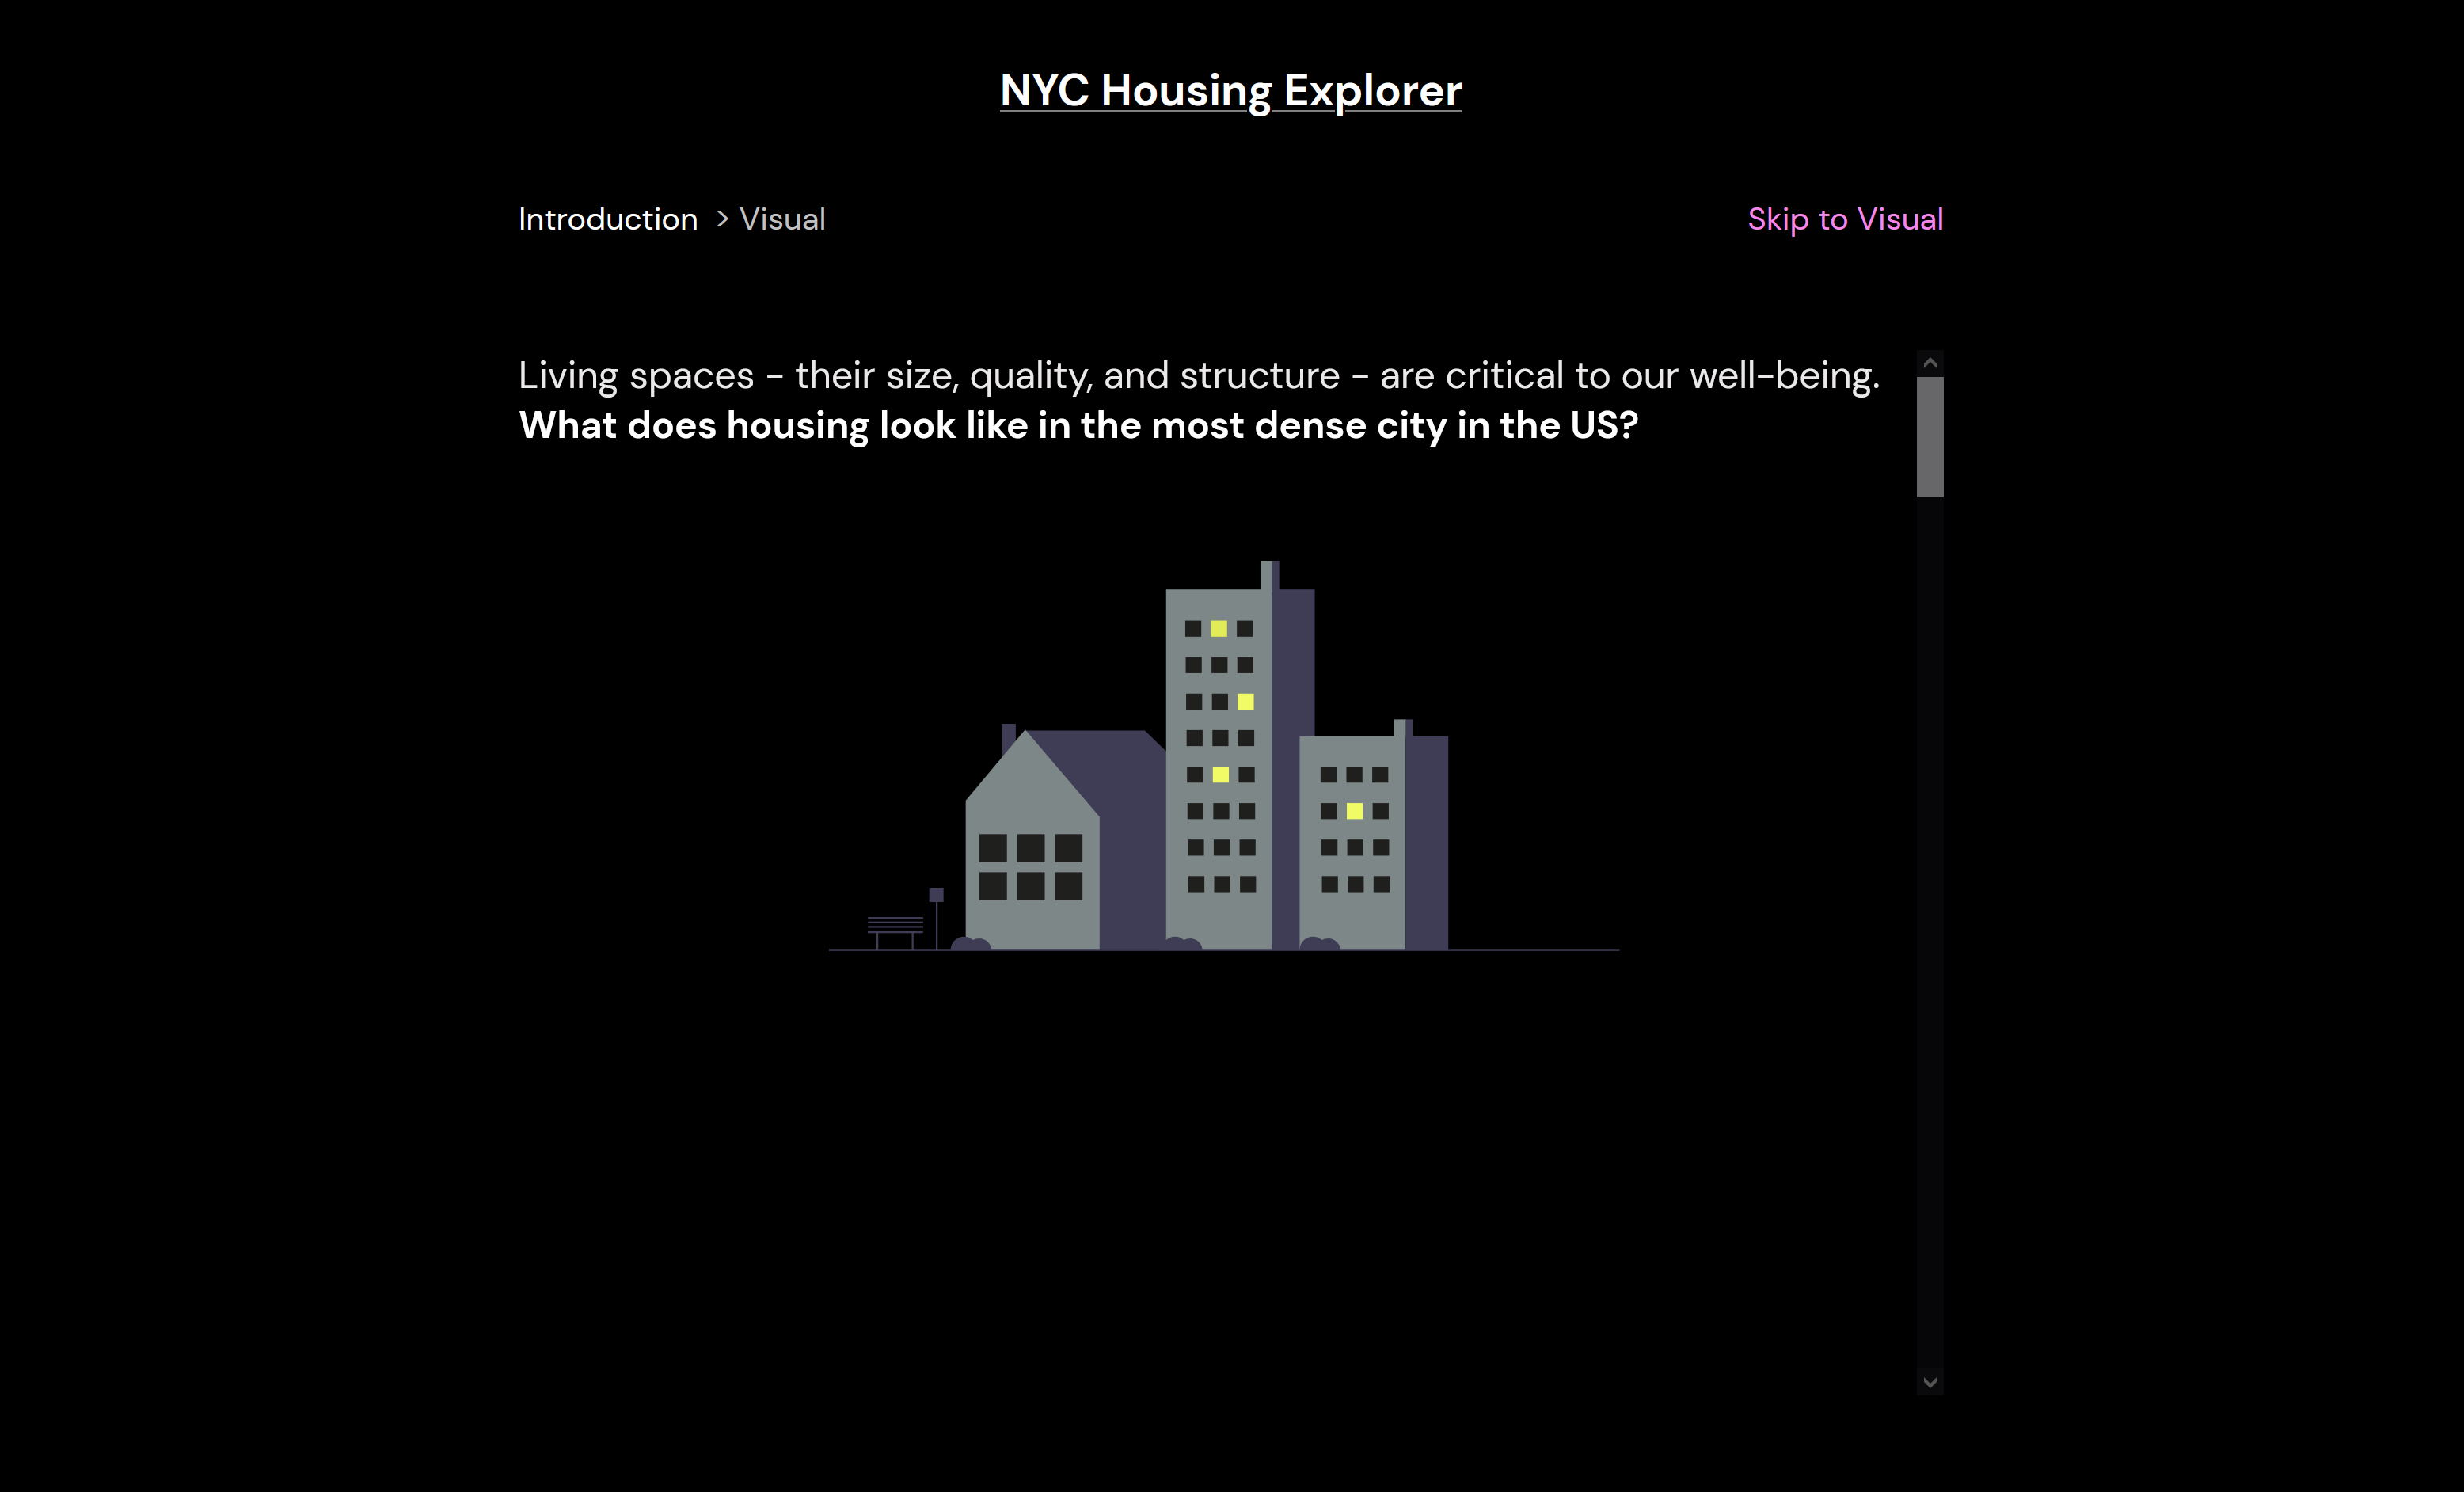 NYC Housing Explorer
Introduction > Visual
Skip to Visual
Living spaces - their size, quality, and structure - are critical to our well-being.
What does housing look like in the most dense city in the US?